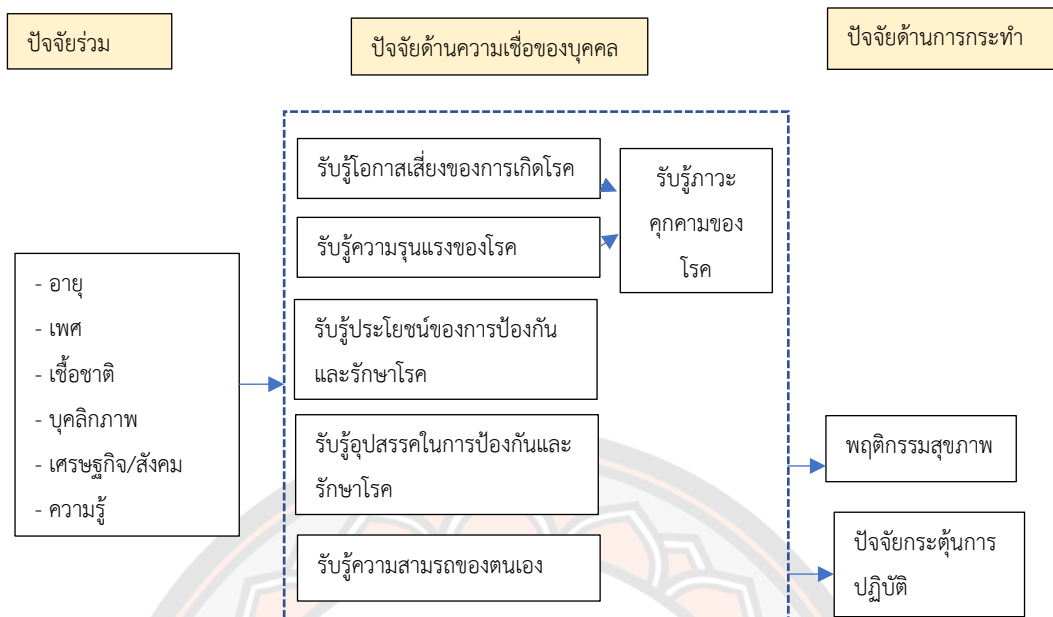 ปัจจัยร่วม
ปัจจัยด้านความเชื่อของบุคคล
ปัจจัยด้านการกระทำ
- อายุ
- เพศ
- เชื้อชาติ
- บุคลิกภาพ
- เศรษฐกิจ/สังคม
- ความรู้
รับรู้โอกาสเสี่ยงของการเกิดโรค
รับรู้ความรุนแรงของโรค
รับรู้ภาวะ
คุกคามของ
โรค
รับรู้ประโยชน์ของการป้องกัน
และรักษาโรค
รับรู้อุปสรรคในการป้องกันและ
รักษาโรค
รับรู้ความสามรถของตนเอง
พฤติกรรมสุขภาพ
ปัจจัยกระตุ้นการ
ปฏิบัติ